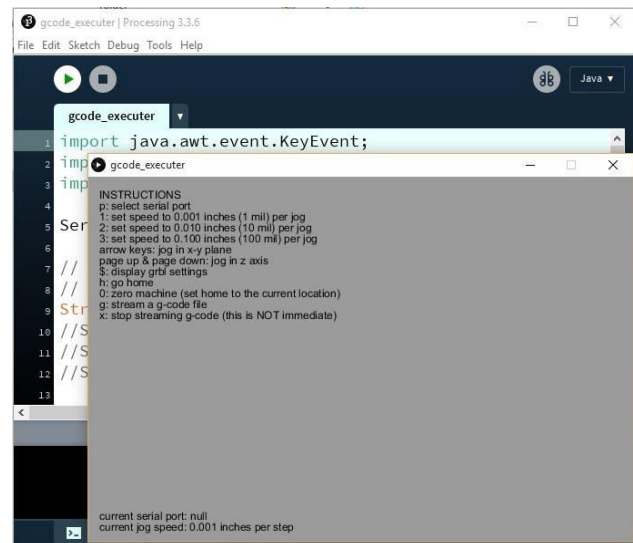 gcode_executer | Processing 3.3.6
File Edit Sketch Debug Tools Help
Java
gcode_executer
1 import java.awt.event.KeyEvent;
2 imp
3 imp
4
5 Ser
6
7 //
8 //
9 Str
10 //S
11 //S
12 //S
13
gcode_executer
INSTRUCTIONS
p: select serial port
1: set speed to 0.001 inches (1 mil) per jog
2: set speed to 0.010 inches (10 mil) per jog
3: set speed to 0.100 inches (100 mil) per jog
arrow keys: jog in x-y plane
page up & page down: jog in z axis
$: display grbl settings
h: go home
0: zero machine (set home to the current location)
g: stream a g-code file
x: stop streaming g-code (this is NOT immediate)
current serial port: null
current jog speed: 0.001 inches per step